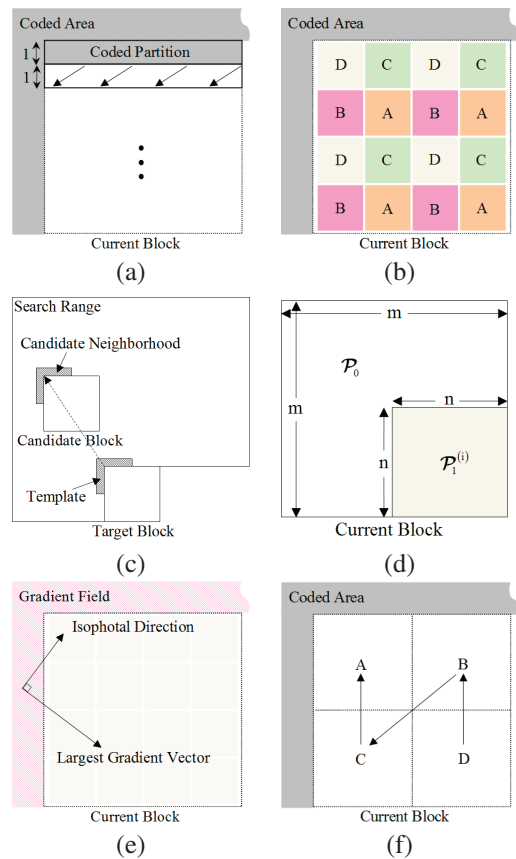 Coded Area
1
Coded Partition
1
Current Block
(a)
Coded Area
D C D C
B A B A
D C D C
B A B A
Current Block
(b)
Search Range
Candidate Neighborhood
Candidate Block
Template
Target Block
(c)
m
P0
m
n
n
P1(i)
Current Block
(d)
Gradient Field
Isophotal Direction
Largest Gradient Vector
Current Block
(e)
Coded Area
A B
C D
Current Block
(f)